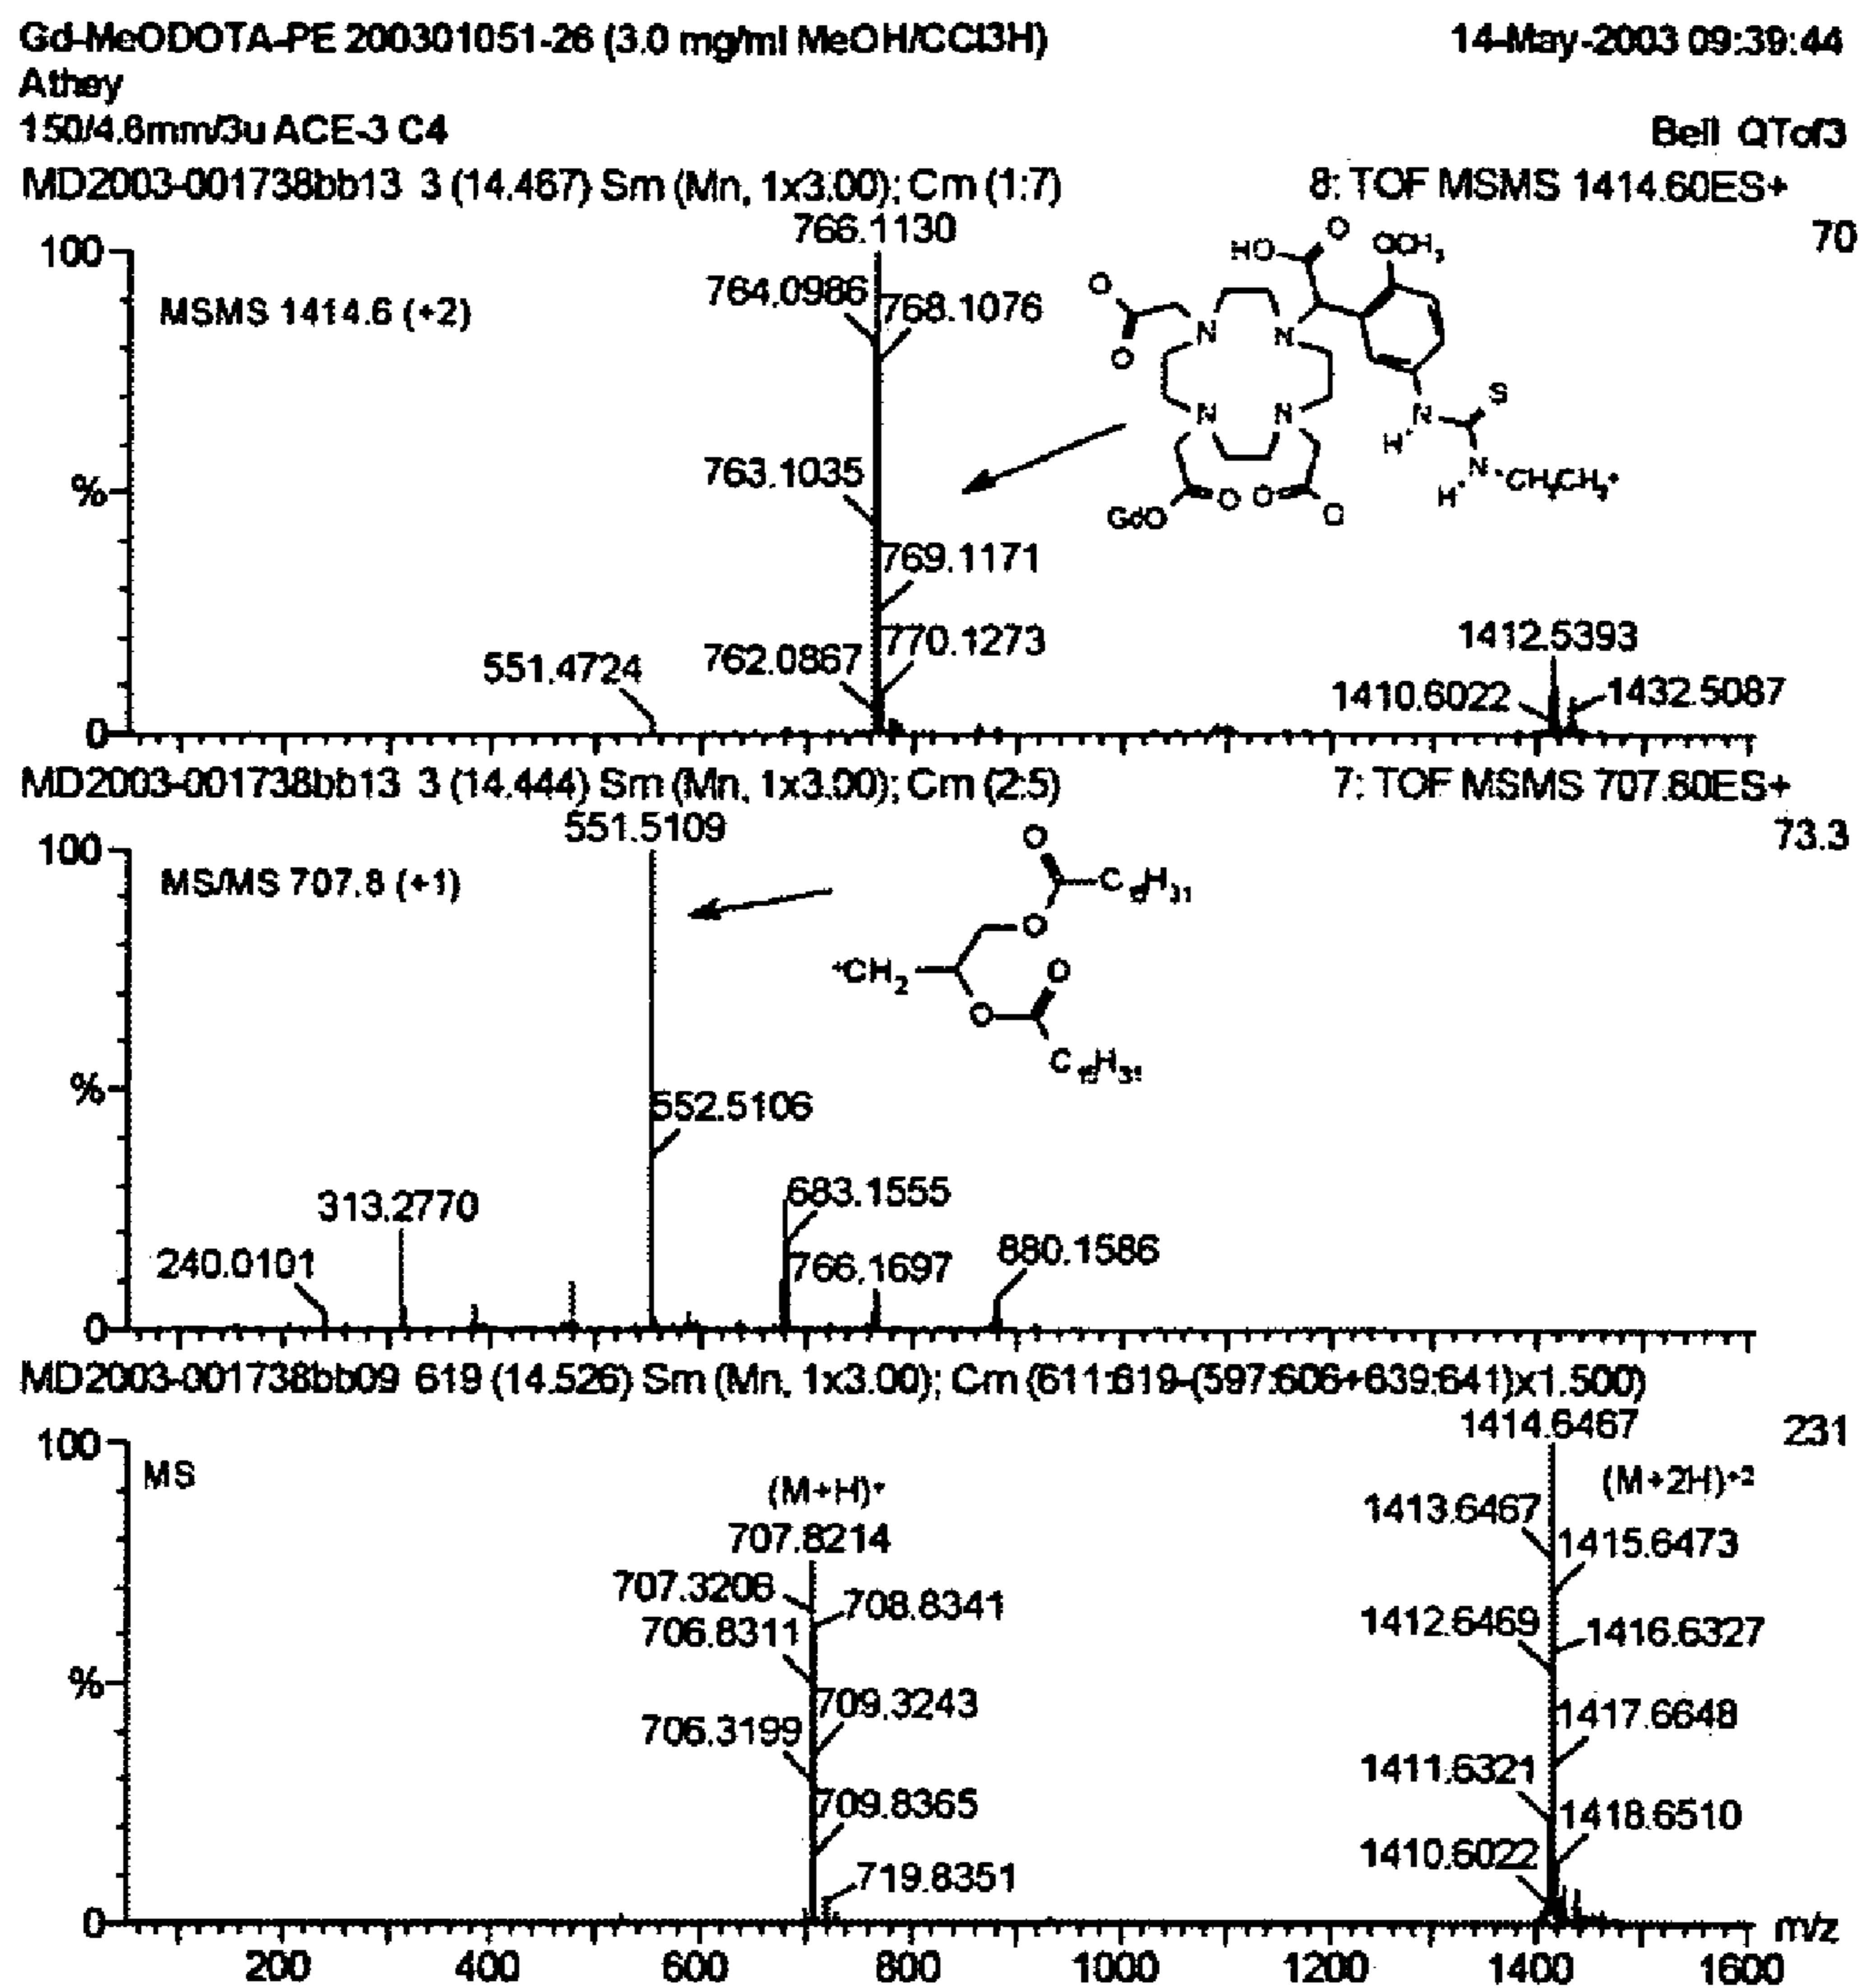 Gd-MeODOTA-PE 200301051-26 (3.0 mg/ml MeOH/CCl3H) 14-May-2003 09:39:44
Athey
150/4.6mm/3u ACE-3 C4 Bell QTof3
MD2003-001738bb13 3 (14.467) Sm (Mn, 1x3.00); Cm (1:7) 8: TOF MSMS 1414.60ES+
766.1130 70
100
MSMS 1414.6 (+2)
764.0986 768.1076
HO O OCH3
O
N N
O
763.1035
%
N N
N S
H
N CH2CH2+
H
GdO O O O
769.1171
551.4724 762.0867 770.1273
1412.5393
1410.6022 1432.5087
0
MD2003-001738bb13 3 (14.444) Sm (Mn, 1x3.00); Cm (2:5) 7: TOF MSMS 707.80ES+
551.5109 73.3
100
MS/MS 707.8 (+1)
O
C15H31
O
+CH2 O
O
C15H31
%
552.5106
313.2770 683.1555
240.0101 766.1697 880.1586
0
MD2003-001738bb09 619 (14.526) Sm (Mn, 1x3.00); Cm (611:619-(597:606+639:641)x1.500)
1414.6467 231
100
MS
(M+H)+ (M+2H)+2
707.8214 1413.6467 1415.6473
707.3206 708.8341
706.8311 1412.6469 1416.6327
%
706.3199 709.3243 1417.6648
1411.6321
709.8365 1418.6510
719.8351 1410.6022
0 m/z
200 400 600 800 1000 1200 1400 1600